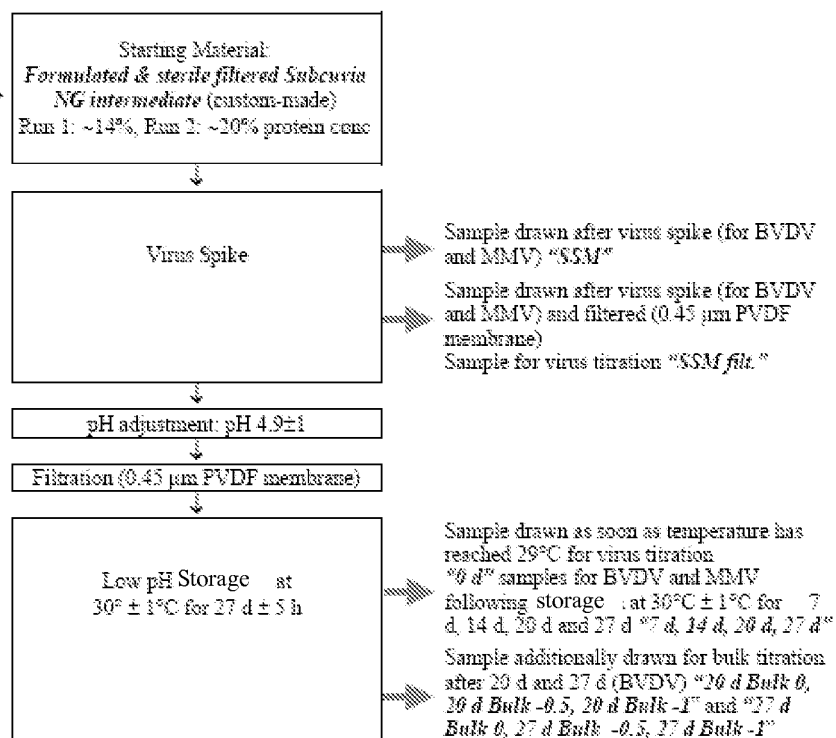 Starting Material:
Formulated & sterile filtered Subcuvia
NG intermediate (custom-made)
Run 1: ~14%, Run 2: ~20% protein conc
Virus Spike
Sample drawn after virus spike (for BVDV
and MMV) "SSM"
Sample drawn after virus spike (for BVDV
and MMV) and filtered (0.45 µm PVDF
membrane)
Sample for virus titration "SSM filt."
pH adjustment: pH 4.9±1
Filtration (0.45 µm PVDF membrane)
Low pH Storage at
30° ± 1°C for 27 d ± 5 h
Sample drawn as soon as temperature has
reached 29°C for virus titration
"0 d" samples for BVDV and MMV
following storage at 30°C ± 1°C for 7
d, 14 d, 20 d and 27 d "7 d, 14 d, 20 d, 27 d"
Sample additionally drawn for bulk titration
after 20 d and 27 d (BVDV) "20 d Bulk 0,
20 d Bulk -0.5, 20 d Bulk -1" and "27 d
Bulk 0, 27 d Bulk -0.5, 27 d Bulk -1"